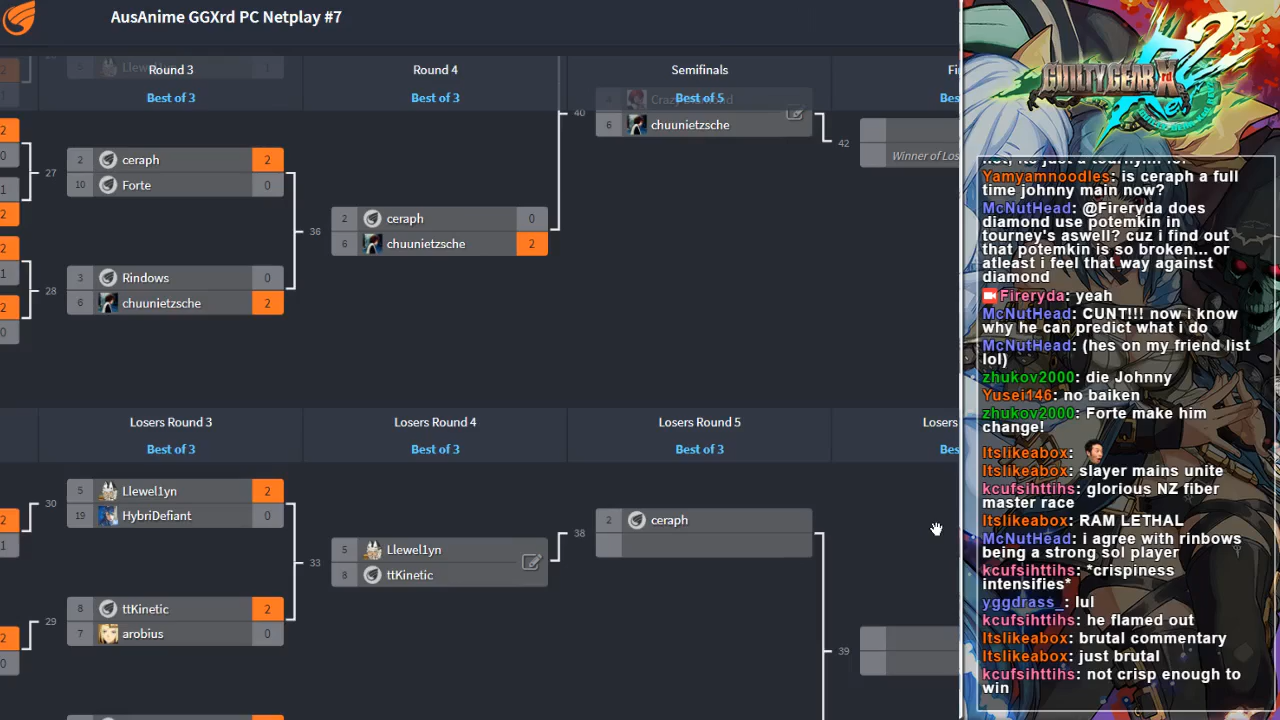 AusAnime GGXrd PC Netplay #7
Round 3
Round 4
Semifinals
Best of 3
Best of 3
Best of 5
Bes
2 ceraph 2
10 Forte 0
27
3 Rindows 0
6 chuunietzsche 2
28
36
2 ceraph 0
6 chuunietzsche 2
40
6 chuunietzsche
42
Winner of Los
Losers Round 3
Losers Round 4
Losers Round 5
Losers
Best of 3
Best of 3
Best of 3
Bes
30
5 Llewel1yn 2
19 HybriDefiant 0
29
8 ttKinetic 2
7 arobius 0
33
5 Llewel1yn
8 ttKinetic
38
2 ceraph
39
GUILTY GEAR Xrd
Yamyamnoodles: is ceraph a full
time johnny main now?
McNutHead: @Fireryda does
diamond use potemkin in
tourney's aswell? cuz i find out
that potemkin is so broken... or
atleast i feel that way against
diamond
Fireryda: yeah
McNutHead: CUNT!!! now i know
why he can predict what i do
McNutHead: (hes on my friend list
lol)
zhukov2000: die Johnny
Yusei146: no baiken
zhukov2000: Forte make him
change!
Itslikeabox:
Itslikeabox: slayer mains unite
kcufsihttihs: glorious NZ fiber
master race
Itslikeabox: RAM LETHAL
McNutHead: i agree with rinbows
being a strong sol player
kcufsihttihs: *crispiness
intensifies*
yggdrass_: lul
kcufsihttihs: he flamed out
Itslikeabox: brutal commentary
Itslikeabox: just brutal
kcufsihttihs: not crisp enough to
win